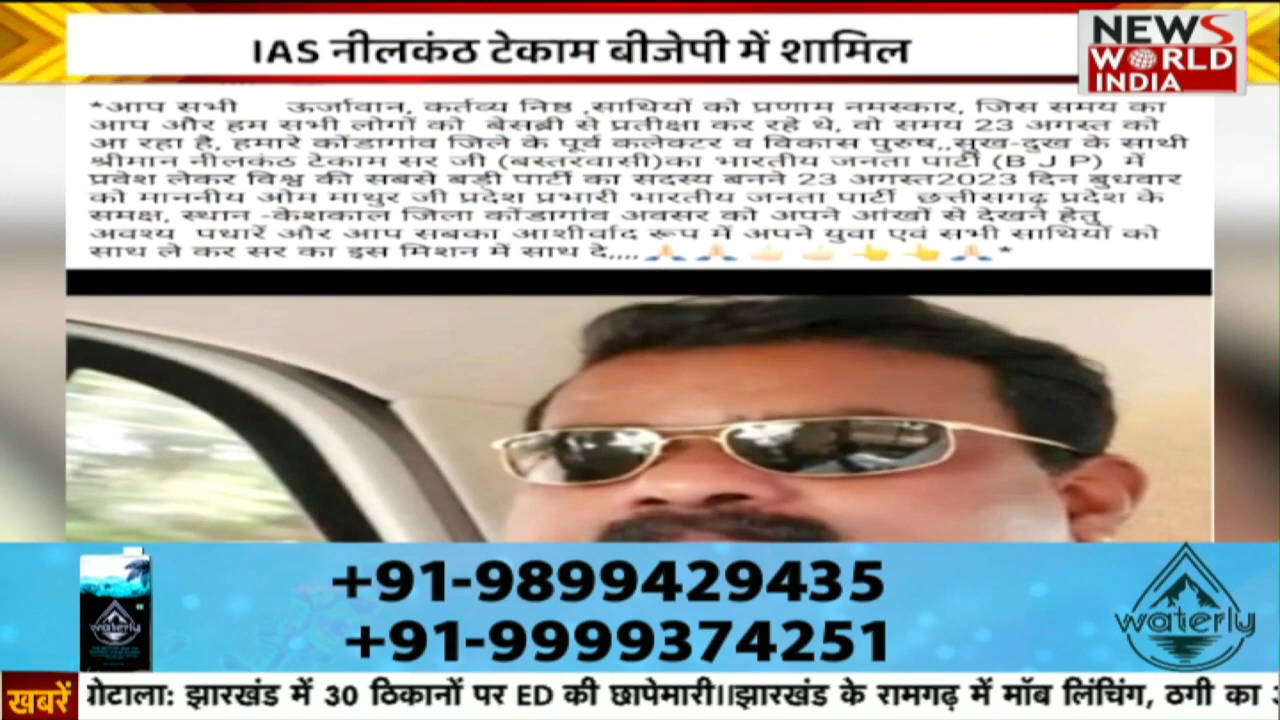 IAS नीलकंठ टेकाम बीजेपी में शामिल
NEWS
WORLD
INDIA
*आप सभी ऊर्जावान, कर्तव्य निष्ठ ,साथियों को प्रणाम नमस्कार, जिस समय का
आप और हम सभी लोगों को बेसब्री से प्रतीक्षा कर रहे थे, वो समय 23 अगस्त को
आ रहा है, हमारे कोंडागांव जिले के पूर्व कलेक्टर व विकास पुरुष,,सुख-दुख के साथी
श्रीमान नीलकंठ टेकाम सर जी (बस्तरवासी)का भारतीय जनता पार्टी (B J P) में
प्रवेश लेकर विश्व की सबसे बड़ी पार्टी का सदस्य बनने 23 अगस्त2023 दिन बुधवार
को माननीय ओम माथुर जी प्रदेश प्रभारी भारतीय जनता पार्टी छत्तीसगढ़ प्रदेश के
समक्ष, स्थान -केशकाल जिला कोंडागांव अवसर को अपने आंखों से देखने हेतु
अवश्य पधारें और आप सबका आशीर्वाद रूप में अपने युवा एवं सभी साथियों को
साथ ले कर सर का इस मिशन में साथ दे,,,,🙏🏻🙏🏻👍🏻👍🏻👈👈🙏🏻*
+91-9899429435
+91-9999374251
waterly
waterly
खबरें
घोटाला: झारखंड में 30 ठिकानों पर ED की छापेमारी||झारखंड के रामगढ़ में मॉब लिंचिंग, ठगी का